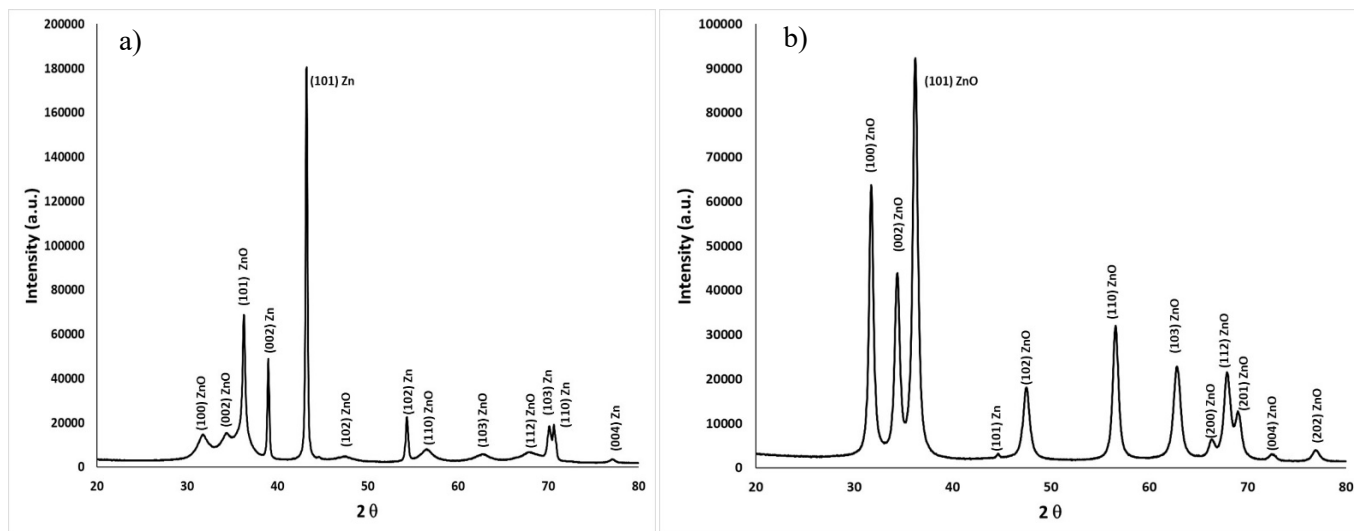 a)
200000
180000
160000
140000
120000
100000
80000
60000
40000
20000
0
Intensity (a.u.)
(100) ZnO
(002) ZnO
(101) ZnO
(002) Zn
(101) Zn
(102) ZnO
(102) Zn
(110) ZnO
(103) ZnO
(112) ZnO
(103) Zn
(110) Zn
(004) Zn
20 30 40 50 60 70 80
2 θ
b)
100000
90000
80000
70000
60000
50000
40000
30000
20000
10000
0
Intensity (a.u.)
(100) ZnO
(002) ZnO
(101) ZnO
(101) Zn
(102) ZnO
(110) ZnO
(103) ZnO
(200) ZnO
(112) ZnO
(201) ZnO
(004) ZnO
(202) ZnO
20 30 40 50 60 70 80
2 θ